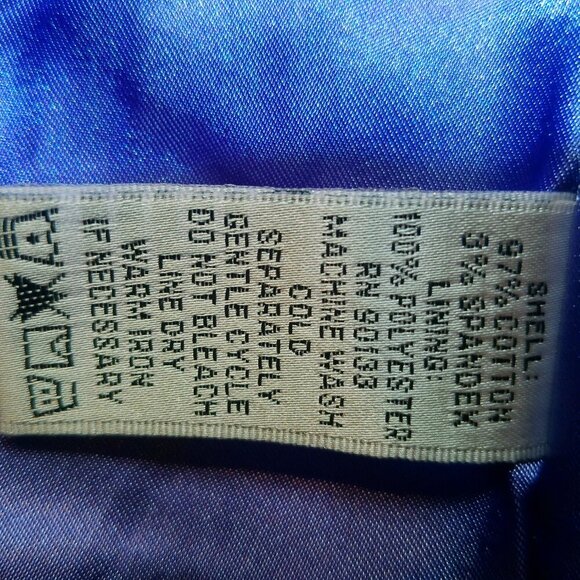 SHELL:
97% COTTON
3% SPANDEX
LINING:
100% POLYESTER
RN 90133
MACHINE WASH
COLD
SEPARATELY
GENTLE CYCLE
DO NOT BLEACH
LINE DRY
WARM IRON
IF NECESSARY